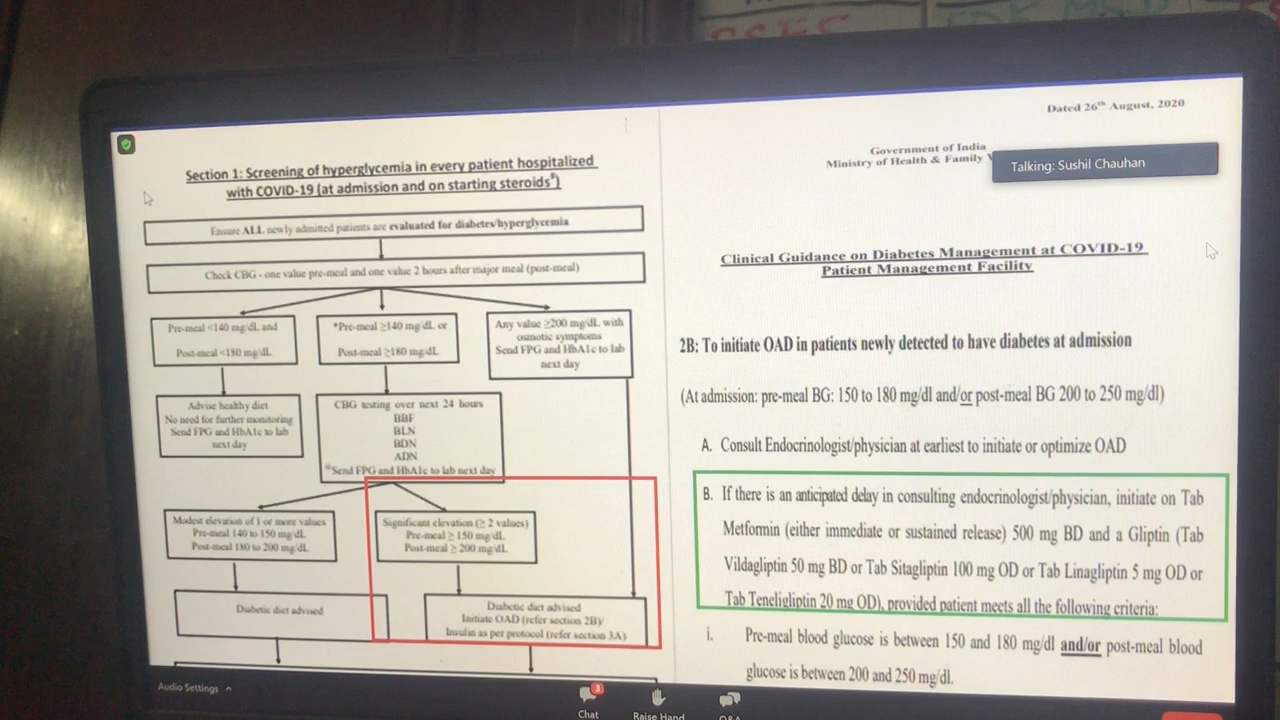 Section 1: Screening of hyperglycemia in every patient hospitalized
with COVID-19 (at admission and on starting steroids#)
Ensure ALL newly admitted patients are evaluated for diabetes/hyperglycemia
Check CBG - one value pre-meal and one value 2 hours after major meal (post-meal)
Pre-meal <140 mg/dL and
Post-meal <180 mg/dL
*Pre-meal ≥140 mg/dL or
Post-meal ≥180 mg/dL
Any value ≥200 mg/dL with
osmotic symptoms
Send FPG and HbA1c to lab
next day
Advise healthy diet
No need for further monitoring
Send FPG and HbA1c to lab
next day
CBG testing over next 24 hours
BBF
BLN
BDN
ADN
Send FPG and HbA1c to lab next day
Modest elevation of 1 or more values
Pre-meal 140 to 150 mg/dL
Post-meal 180 to 200 mg/dL
Significant elevation (≥ 2 values)
Pre-meal ≥ 150 mg/dL
Post-meal ≥ 200 mg/dL
Diabetic diet advised
Diabetic diet advised
Initiate OAD (refer section 2B)/
Insulin as per protocol (refer section 3A)
Dated 26th August, 2020
Government of India
Ministry of Health & Family
Talking: Sushil Chauhan
Clinical Guidance on Diabetes Management at COVID-19
Patient Management Facility
2B: To initiate OAD in patients newly detected to have diabetes at admission
(At admission: pre-meal BG: 150 to 180 mg/dl and/or post-meal BG 200 to 250 mg/dl)
A. Consult Endocrinologist/physician at earliest to initiate or optimize OAD
B. If there is an anticipated delay in consulting endocrinologist/physician, initiate on Tab
Metformin (either immediate or sustained release) 500 mg BD and a Gliptin (Tab
Vildagliptin 50 mg BD or Tab Sitagliptin 100 mg OD or Tab Linagliptin 5 mg OD or
Tab Teneligliptin 20 mg OD), provided patient meets all the following criteria:
i. Pre-meal blood glucose is between 150 and 180 mg/dl and/or post-meal blood
glucose is between 200 and 250 mg/dl.
Audio Settings
3
Chat
Raise Hand
Q&A